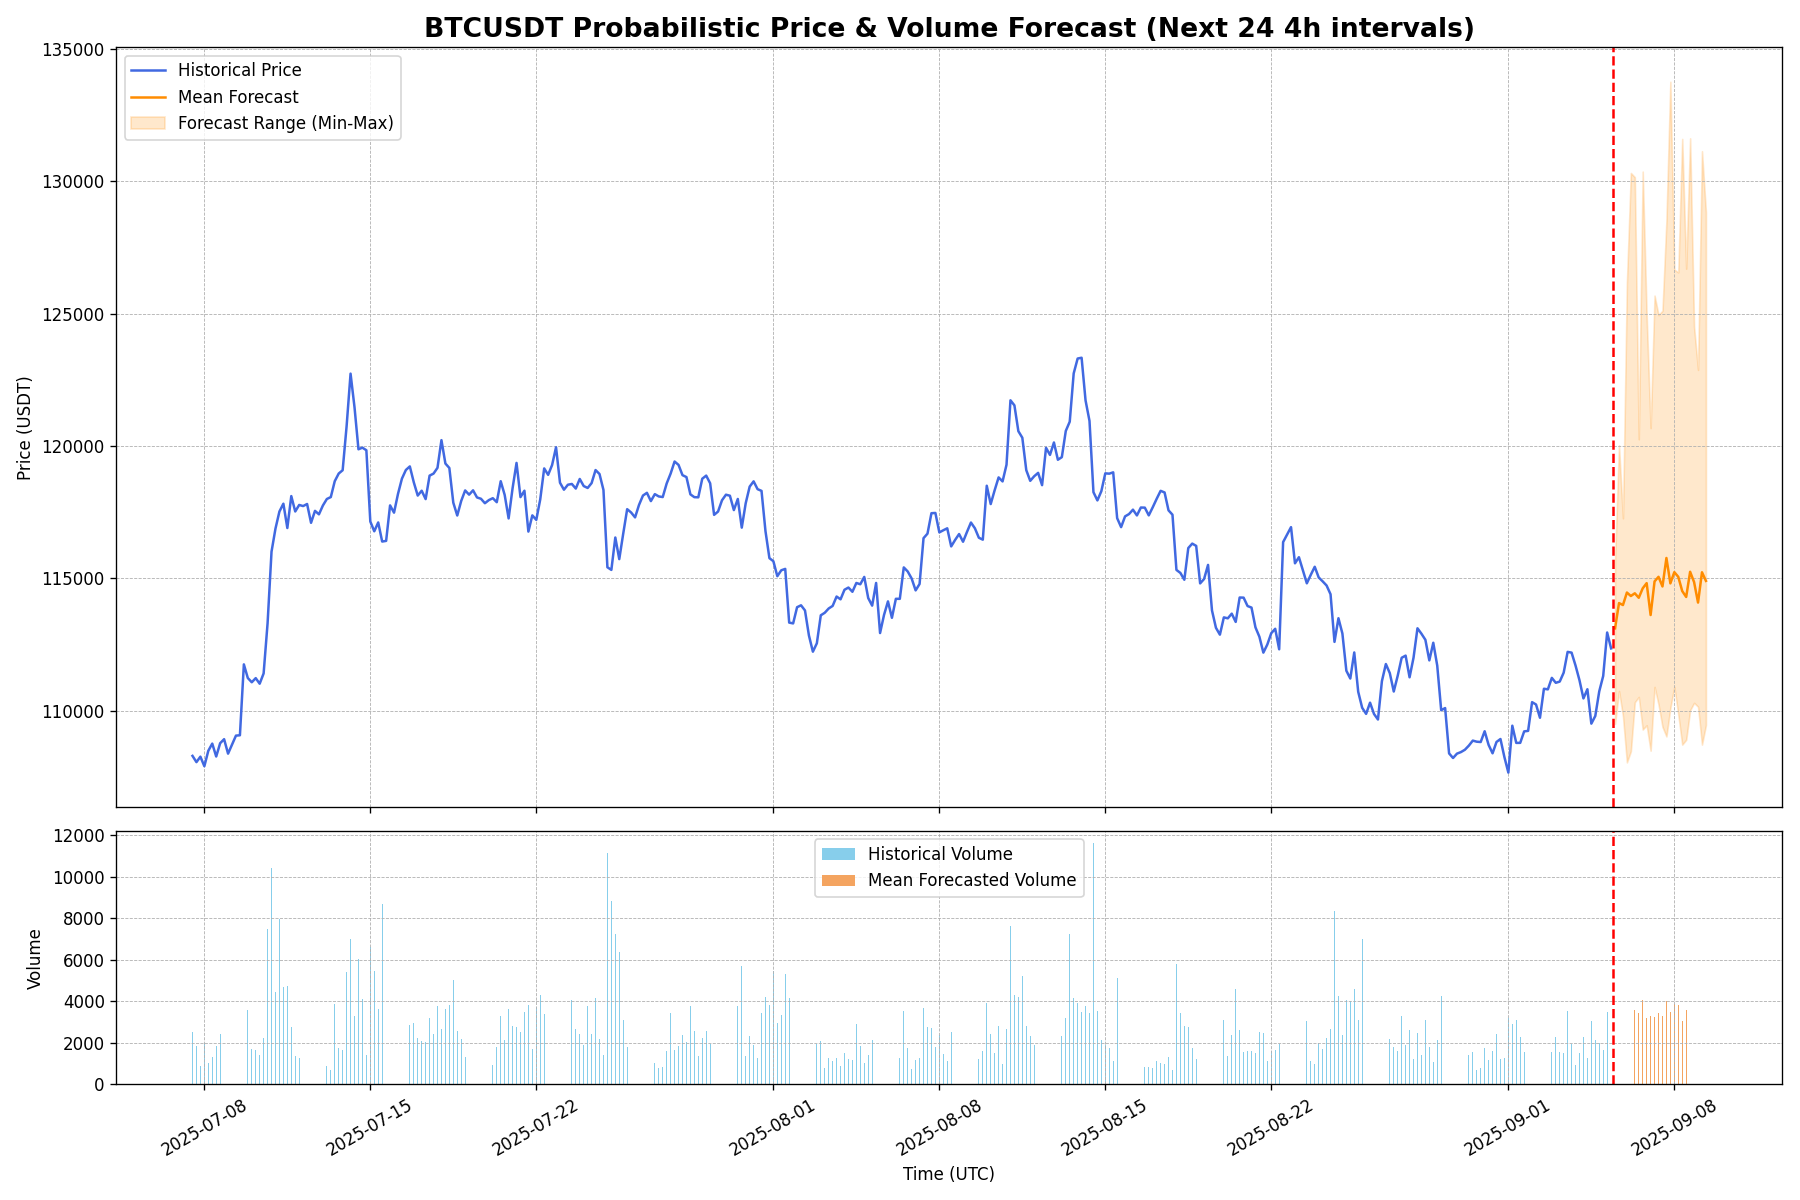 BTCUSDT Probabilistic Price & Volume Forecast (Next 24 4h intervals)
Historical Price
Mean Forecast
Forecast Range (Min-Max)
135000
130000
125000
120000
115000
110000
Price (USDT)
Historical Volume
Mean Forecasted Volume
12000
10000
8000
6000
4000
2000
0
Volume
2025-07-08
2025-07-15
2025-07-22
2025-08-01
2025-08-08
2025-08-15
2025-08-22
2025-09-01
2025-09-08
Time (UTC)